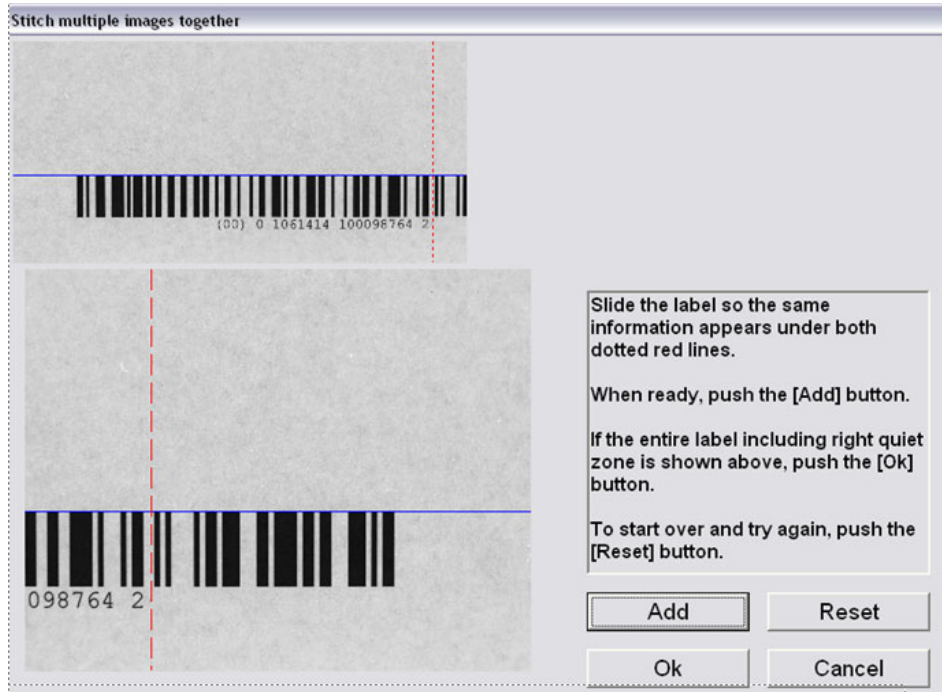 Stitch multiple images together
(00) 0 1061414 100098764 2
098764 2
Slide the label so the same
information appears under both
dotted red lines.
When ready, push the [Add] button.
If the entire label including right quiet
zone is shown above, push the [Ok]
button.
To start over and try again, push the
[Reset] button.
Add
Reset
Ok
Cancel